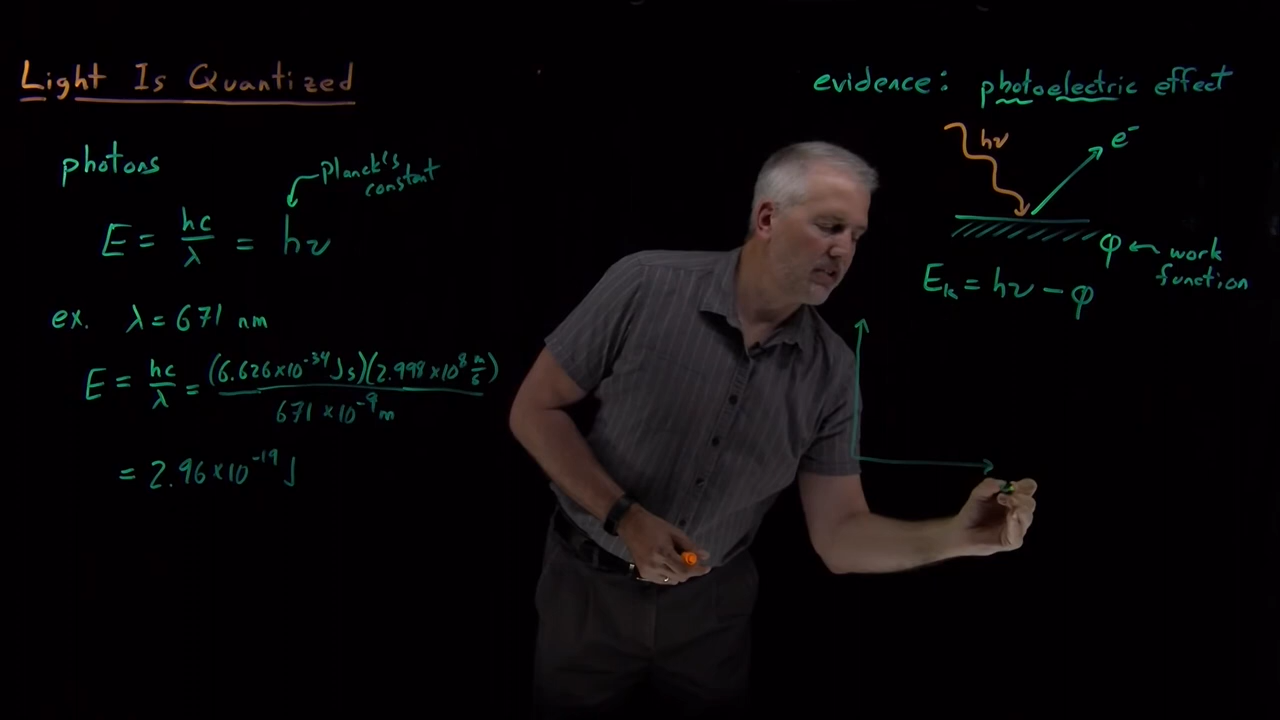 Light Is Quantized
photons
Planck's
constant
E = hc/λ = hν
ex. λ = 671 nm
E = hc/λ = (6.626×10⁻³⁴ J s)(2.998×10⁸ m/s)/671×10⁻⁹ m
= 2.96×10⁻¹⁹ J
evidence: photoelectric effect
hν
e⁻
φ ← work
function
Eₖ = hν − φ